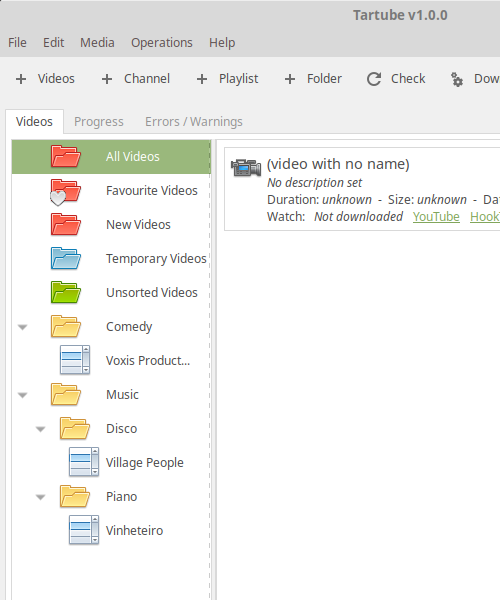 Tartube v1.0.0
File Edit Media Operations Help
+ Videos + Channel + Playlist + Folder Check Dow
Videos Progress Errors / Warnings
All Videos
Favourite Videos
New Videos
Temporary Videos
Unsorted Videos
Comedy
Voxis Product...
Music
Disco
Village People
Piano
Vinheteiro
(video with no name)
No description set
Duration: unknown - Size: unknown - Dat
Watch: Not downloaded YouTube Hook